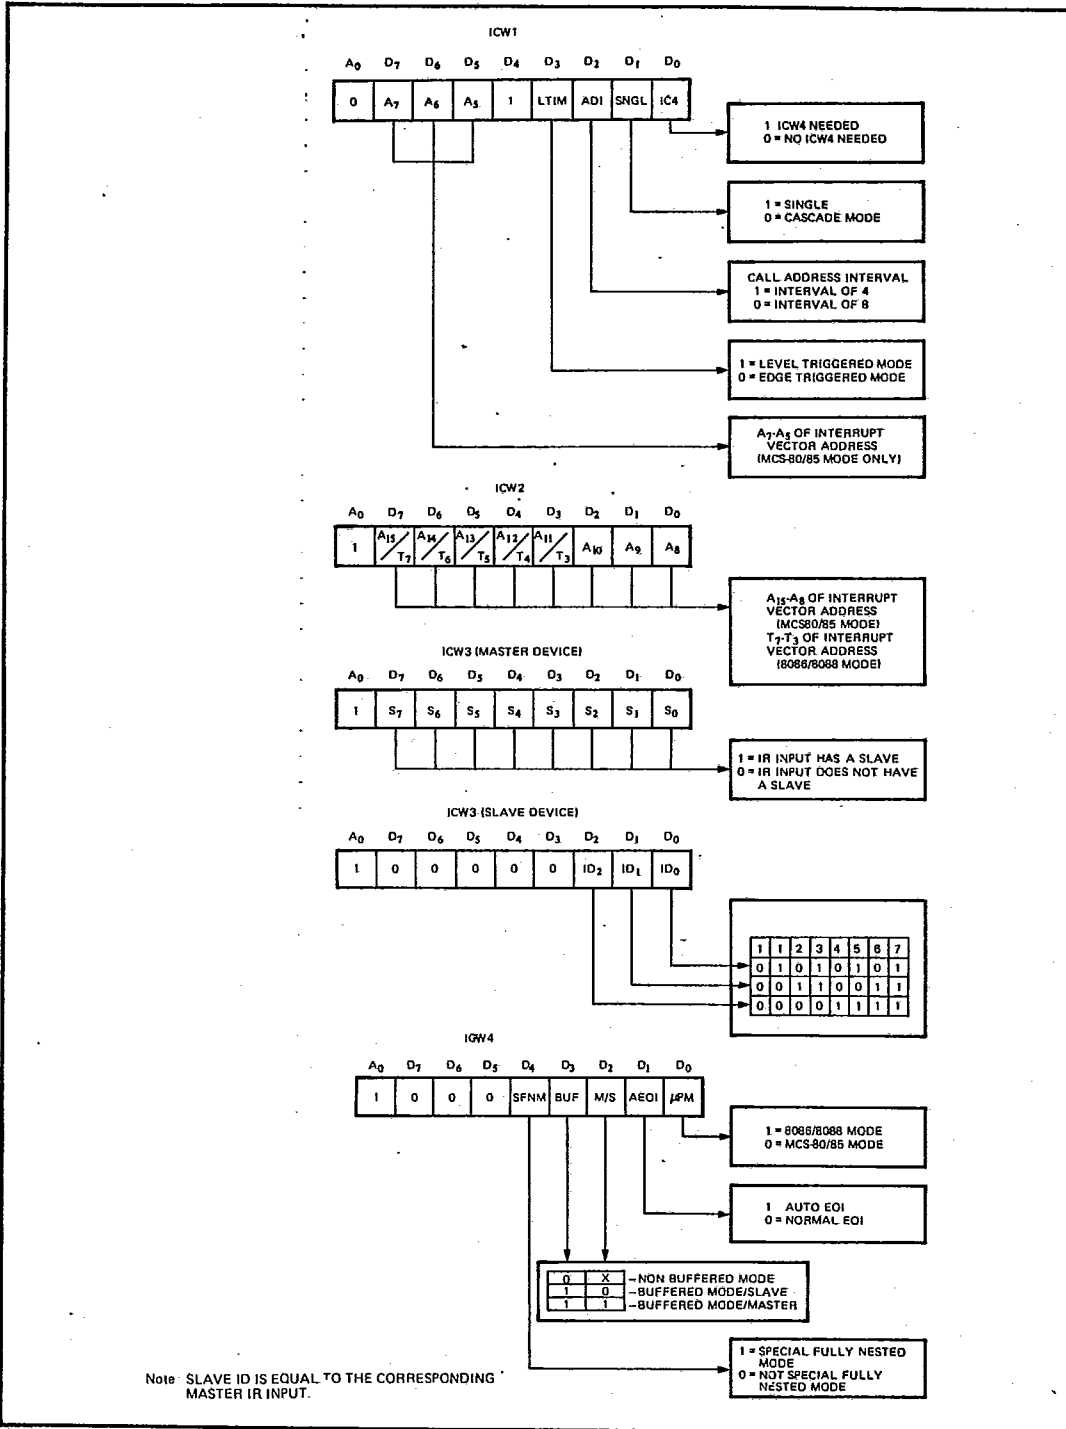 ICW1
A0 D7 D6 D5 D4 D3 D2 D1 D0
0 A7 A6 A5 1 LTIM ADI SNGL IC4
1 ICW4 NEEDED
0 = NO ICW4 NEEDED
1 = SINGLE
0 = CASCADE MODE
CALL ADDRESS INTERVAL
1 = INTERVAL OF 4
0 = INTERVAL OF 8
1 = LEVEL TRIGGERED MODE
0 = EDGE TRIGGERED MODE
A7-A5 OF INTERRUPT
VECTOR ADDRESS
(MCS-80/85 MODE ONLY)
ICW2
A0 D7 D6 D5 D4 D3 D2 D1 D0
1 A15/T7 A14/T6 A13/T5 A12/T4 A11/T3 A10 A9 A8
A15-A8 OF INTERRUPT
VECTOR ADDRESS
(MCS80/85 MODE)
T7-T3 OF INTERRUPT
VECTOR ADDRESS
(8086/8088 MODE)
ICW3 (MASTER DEVICE)
A0 D7 D6 D5 D4 D3 D2 D1 D0
1 S7 S6 S5 S4 S3 S2 S1 S0
1 = IR INPUT HAS A SLAVE
0 = IR INPUT DOES NOT HAVE
A SLAVE
ICW3 (SLAVE DEVICE)
A0 D7 D6 D5 D4 D3 D2 D1 D0
1 0 0 0 0 0 ID2 ID1 ID0
1 1 2 3 4 5 6 7
0 1 0 1 0 1 0 1
0 0 1 1 0 0 1 1
0 0 0 0 1 1 1 1
ICW4
A0 D7 D6 D5 D4 D3 D2 D1 D0
1 0 0 0 SFNM BUF M/S AEOI μPM
1 = 8086/8088 MODE
0 = MCS-80/85 MODE
1 AUTO EOI
0 = NORMAL EOI
0 X – NON BUFFERED MODE
1 0 – BUFFERED MODE/SLAVE
1 1 – BUFFERED MODE/MASTER
1 = SPECIAL FULLY NESTED
MODE
0 = NOT SPECIAL FULLY
NESTED MODE
Note: SLAVE ID IS EQUAL TO THE CORRESPONDING
MASTER IR INPUT.